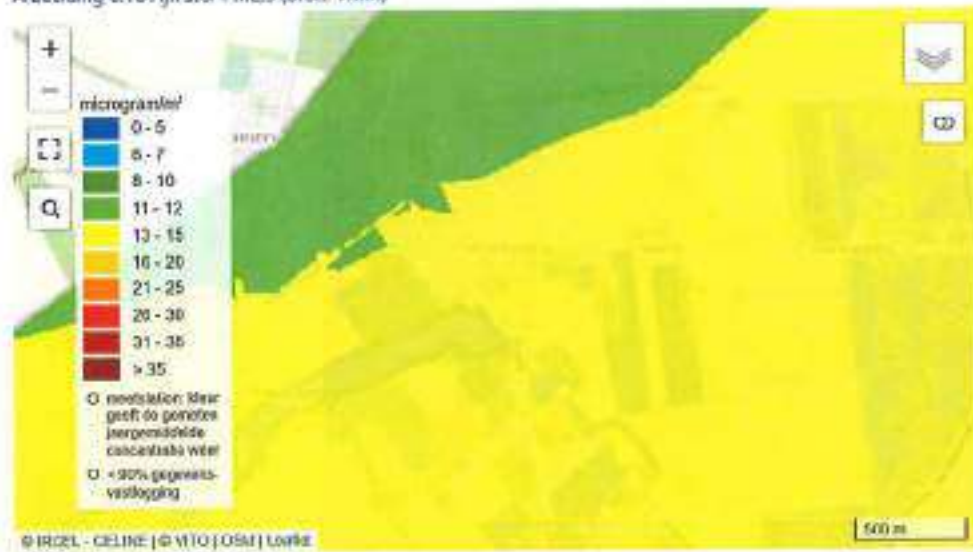 +
−
microgram/m³
0 - 5
6 - 7
8 - 10
11 - 12
13 - 15
16 - 20
21 - 25
26 - 30
31 - 35
> 35
meetstation: kleur
geeft de gemeten
jaargemiddelde
concentratie weer
< 90% gegevens-
vastlegging
500 m
© IRCEL - CELINE | © VITO | OSM | Leaflet